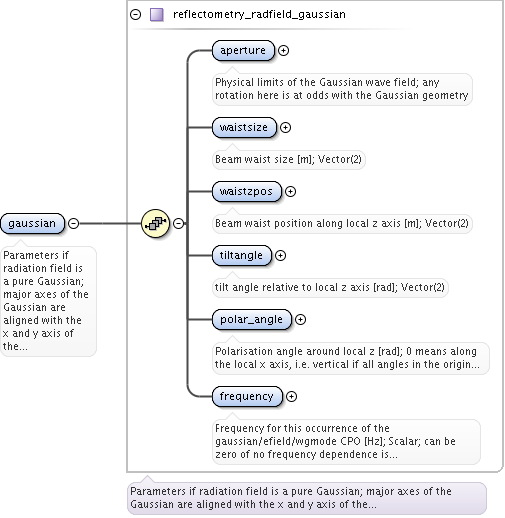 reflectometry_radfield_gaussian
aperture
Physical limits of the Gaussian wave field; any
rotation here is at odds with the Gaussian geometry
waistsize
Beam waist size [m]; Vector(2)
waistzpos
Beam waist position along local z axis [m]; Vector(2)
gaussian
Parameters if
radiation field is
a pure Gaussian;
major axes of the
Gaussian are
aligned with the
x and y axis of
the...
tiltangle
tilt angle relative to local z axis [rad]; Vector(2)
polar_angle
Polarisation angle around local z [rad]; 0 means along
the local x axis, i.e. vertical if all angles in the origin...
frequency
Frequency for this occurrence of the
gaussian/efield/wgmode CPO [Hz]; Scalar; can be
zero of no frequency dependence is...
Parameters if radiation field is a pure Gaussian; major axes of the
Gaussian are aligned with the x and y axis of the...